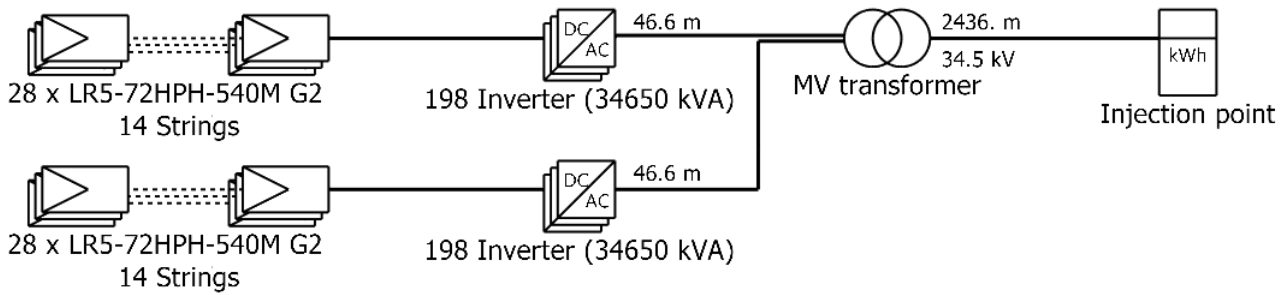 DC
AC
46.6 m
2436. m
34.5 kV
kWh
28 x LR5-72HPH-540M G2
14 Strings
198 Inverter (34650 kVA)
MV transformer
Injection point
DC
AC
46.6 m
28 x LR5-72HPH-540M G2
14 Strings
198 Inverter (34650 kVA)